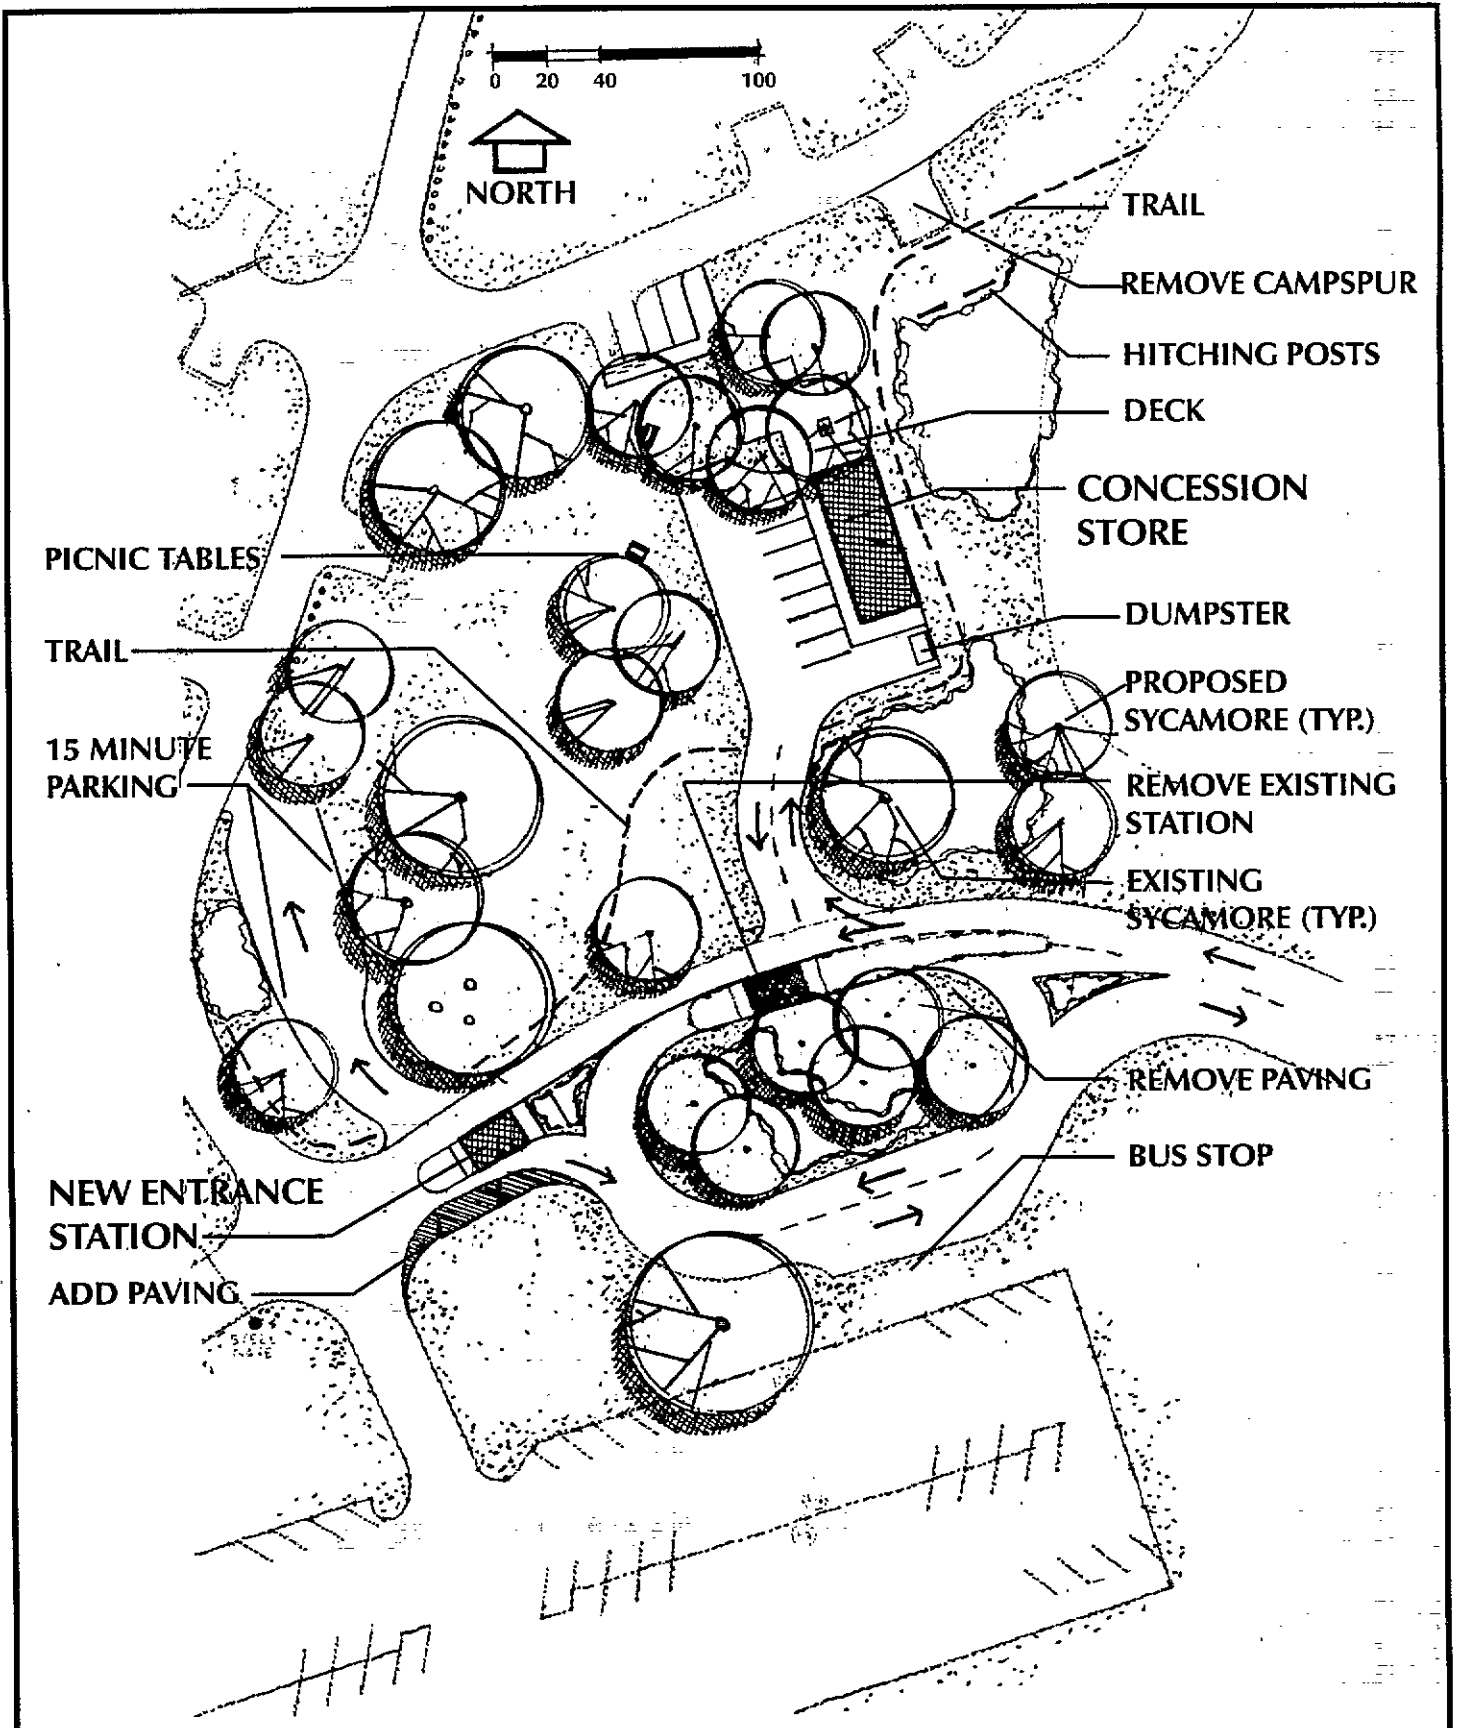 0 20 40 100
NORTH
TRAIL
REMOVE CAMPSPUR
HITCHING POSTS
DECK
CONCESSION
STORE
PICNIC TABLES
DUMPSTER
TRAIL
PROPOSED
SYCAMORE (TYP.)
15 MINUTE
PARKING
REMOVE EXISTING
STATION
EXISTING
SYCAMORE (TYP.)
REMOVE PAVING
BUS STOP
NEW ENTRANCE
STATION
ADD PAVING